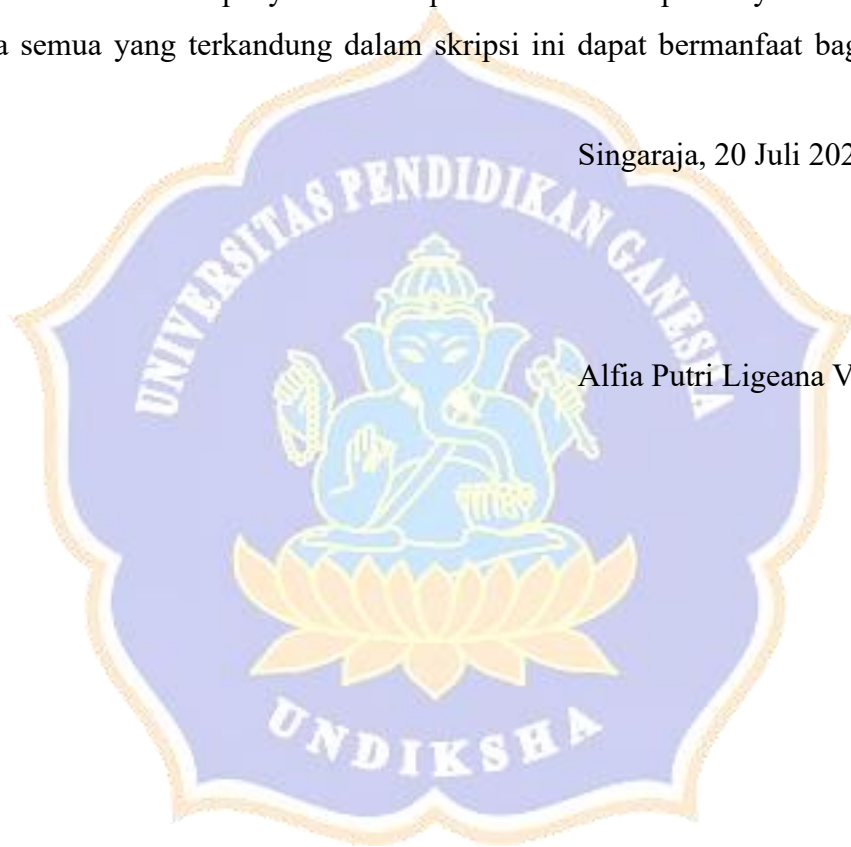 a semua yang terkandung dalam skripsi ini dapat bermanfaat bag
Singaraja, 20 Juli 202
UNIVERSITAS PENDIDIKAN GANESHA
Alfia Putri Ligeana V
UNDIKSHA